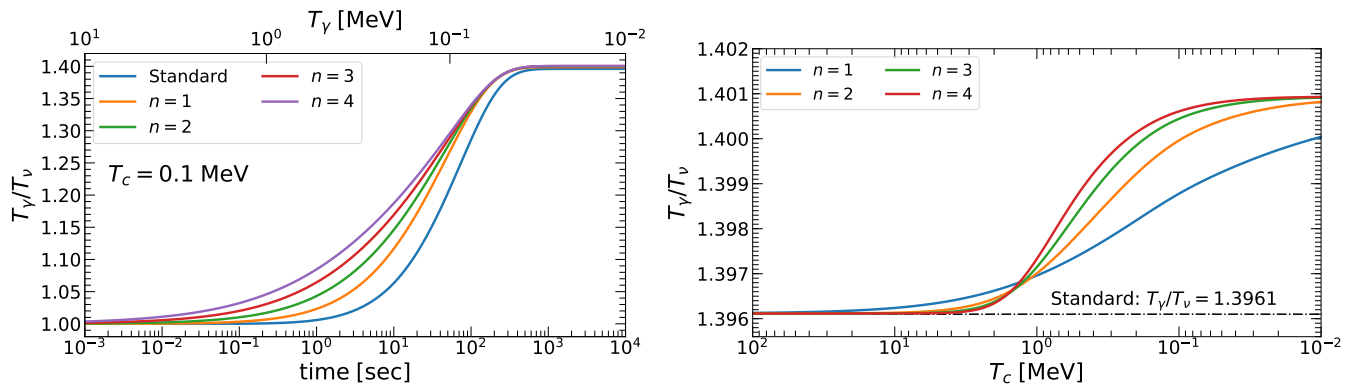 T_γ [MeV]
10^1 10^0 10^-1 10^-2
1.40
1.35
1.30
1.25
1.20
1.15
1.10
1.05
1.00
T_γ/T_ν
Standard
n = 1
n = 2
n = 3
n = 4
T_c = 0.1 MeV
10^-3 10^-2 10^-1 10^0 10^1 10^2 10^3 10^4
time [sec]
1.402
1.401
1.400
1.399
1.398
1.397
1.396
T_γ/T_ν
n = 1
n = 2
n = 3
n = 4
Standard: T_γ/T_ν = 1.3961
10^2 10^1 10^0 10^-1 10^-2
T_c [MeV]